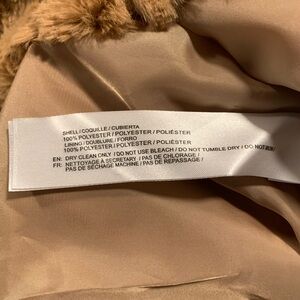 SHELL / COQUILLE / CUBIERTA
100% POLYESTER / POLYESTER / POLIÉSTER
LINING / DOUBLURE / FORRO
100% POLYESTER / POLYESTER / POLIÉSTER
EN: DRY CLEAN ONLY / DO NOT USE BLEACH / DO NOT TUMBLE DRY / DO NOT IRON /
FR: NETTOYAGE A SECRETARY / PAS DE CHLORAGE /
PAS DE SÉCHAGE MACHINE / PAS DE REPASSAGE /